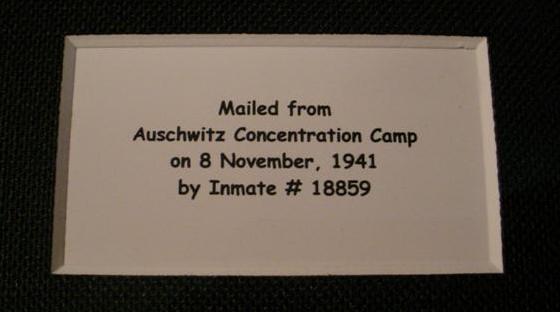 Mailed from
Auschwitz Concentration Camp
on 8 November, 1941
by Inmate # 18859